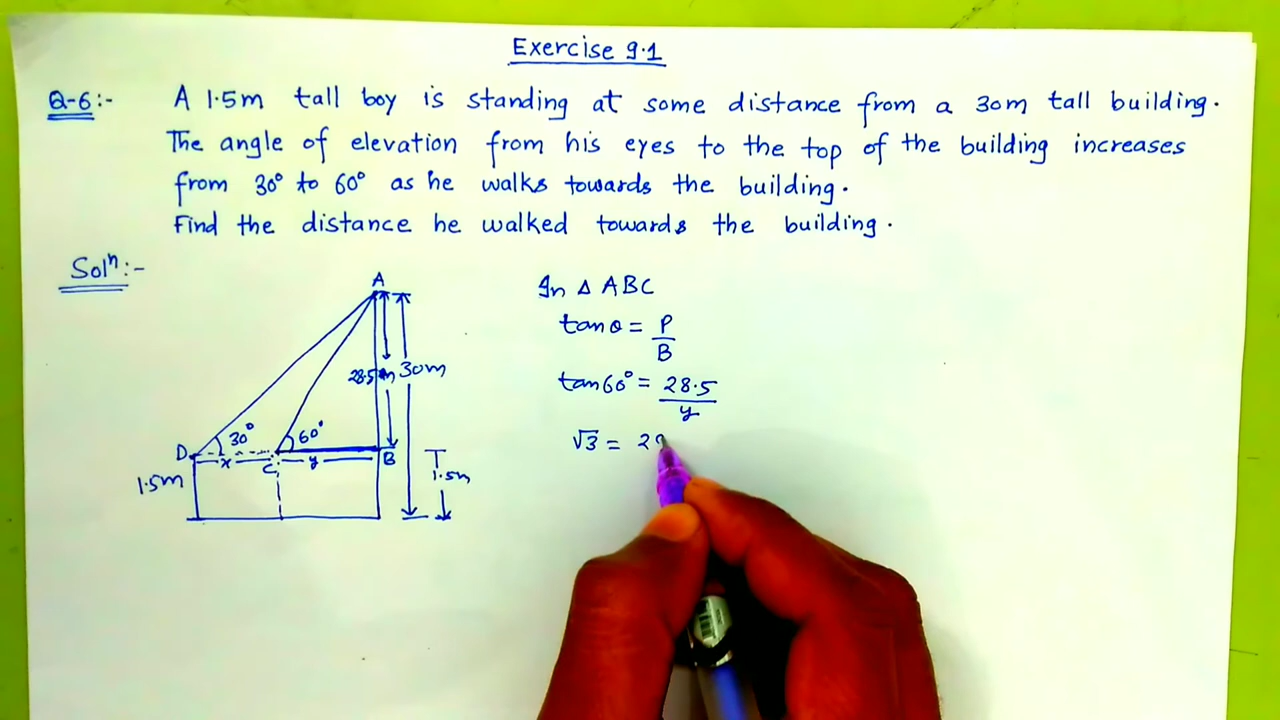 Exercise 9.1
Q-6:- A 1.5m tall boy is standing at some distance from a 30m tall building.
The angle of elevation from his eyes to the top of the building increases
from 30° to 60° as he walks towards the building.
Find the distance he walked towards the building.
Solⁿ:-
A
28.5m
30m
D
30°
60°
x
C
y
B
1.5m
1.5m
In △ ABC
tanθ = P/B
tan60° = 28.5/y
√3 = 28